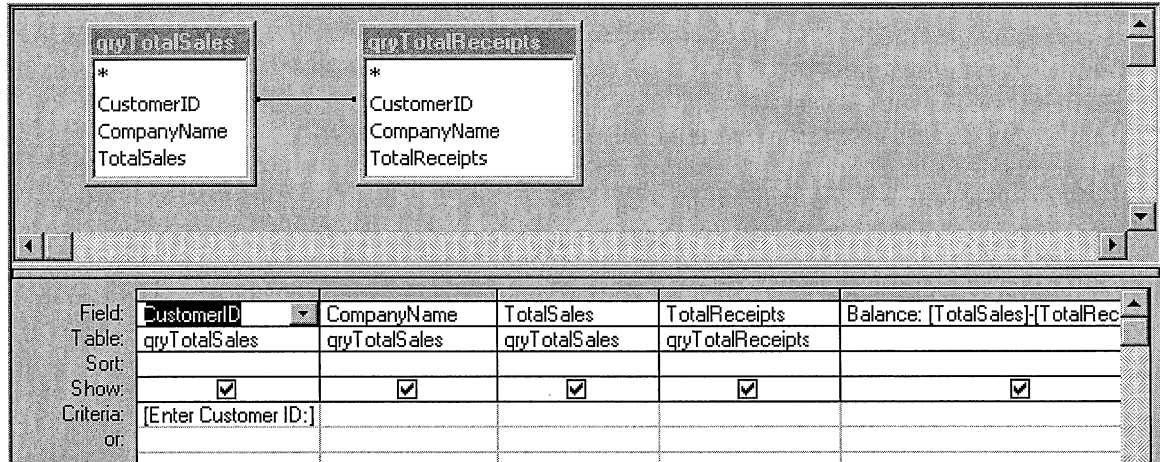 qryTotalSales qryTotalReceipts
* *
CustomerID CustomerID
CompanyName CompanyName
TotalSales TotalReceipts
Field: CustomerID CompanyName TotalSales TotalReceipts Balance: [TotalSales]-[TotalRec
Table: qryTotalSales qryTotalSales qryTotalSales qryTotalReceipts
Sort:
Show:
Criteria: [Enter Customer ID:]
or: